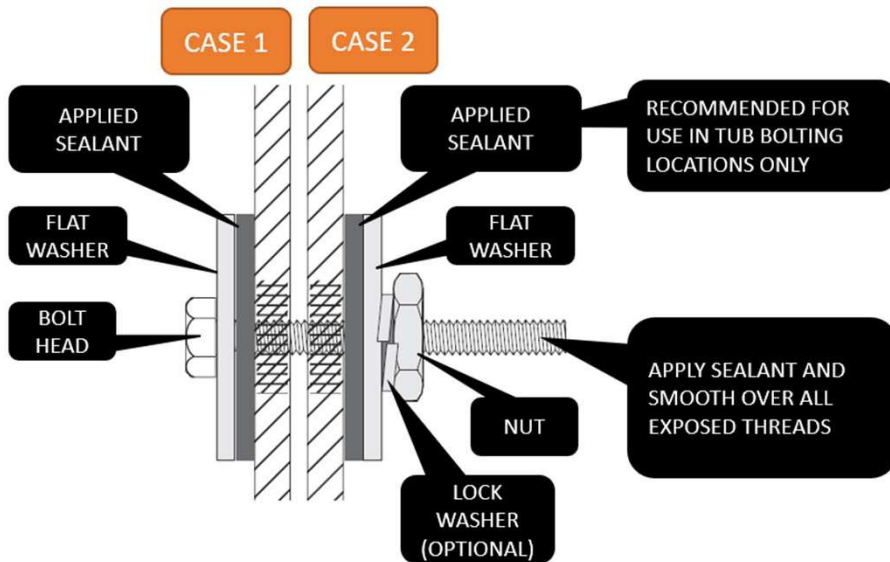 CASE 1
CASE 2
APPLIED
SEALANT
APPLIED
SEALANT
RECOMMENDED FOR
USE IN TUB BOLTING
LOCATIONS ONLY
FLAT
WASHER
FLAT
WASHER
BOLT
HEAD
APPLY SEALANT AND
SMOOTH OVER ALL
EXPOSED THREADS
NUT
LOCK
WASHER
(OPTIONAL)